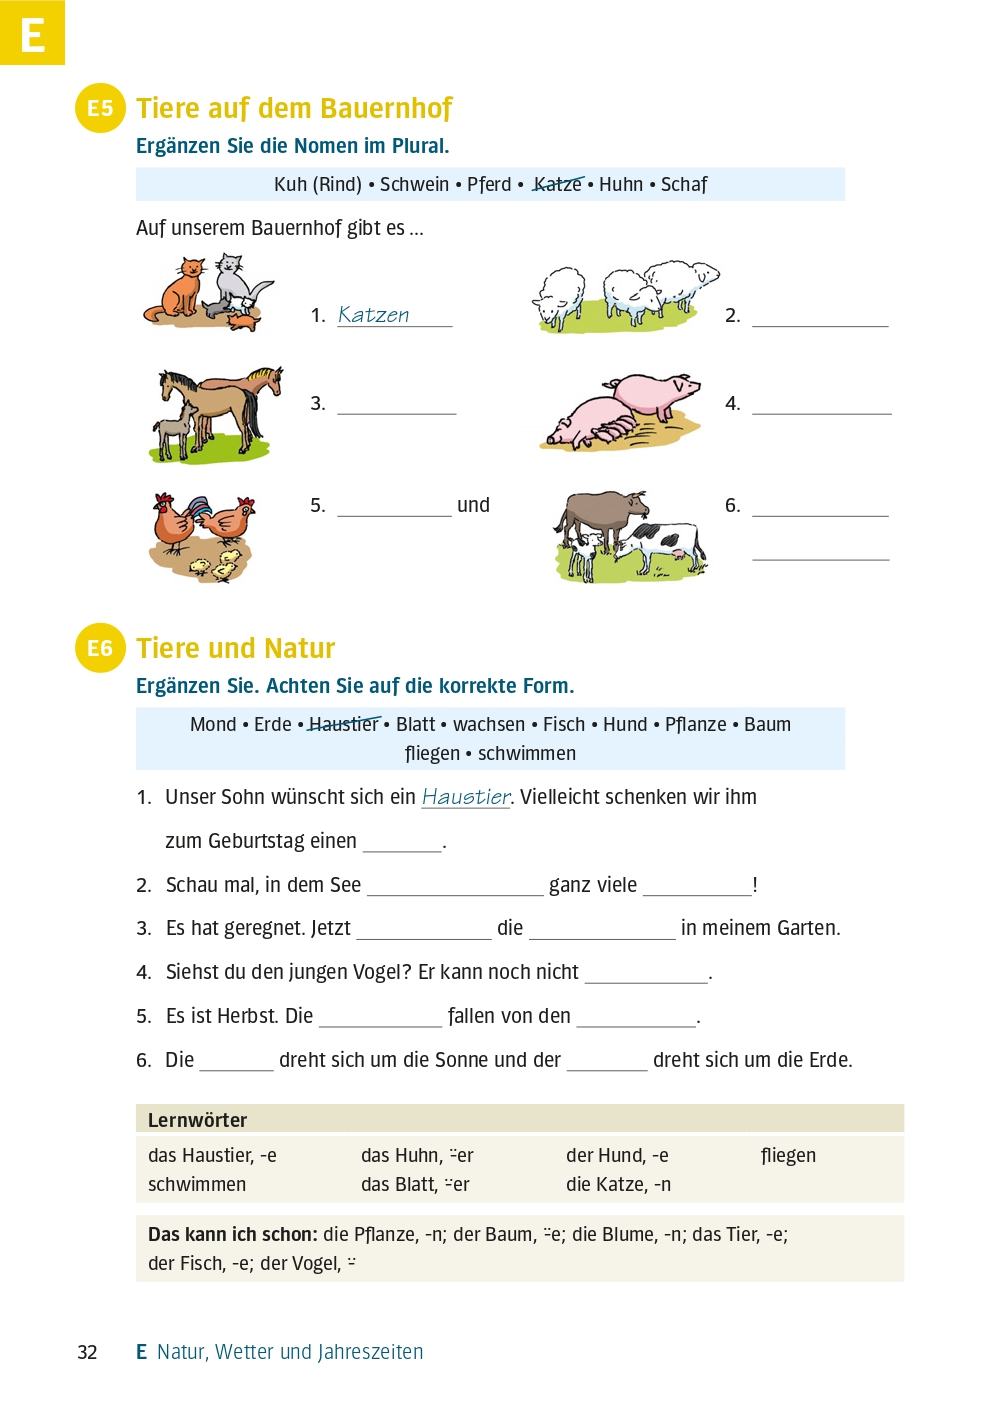 E
E5 Tiere auf dem Bauernhof
Ergänzen Sie die Nomen im Plural.
Kuh (Rind) • Schwein • Pferd • Katze • Huhn • Schaf
Auf unserem Bauernhof gibt es ...
1. Katzen 2. ____________
3. ____________ 4. ____________
5. ____________ und 6. ____________
____________
E6 Tiere und Natur
Ergänzen Sie. Achten Sie auf die korrekte Form.
Mond • Erde • Haustier • Blatt • wachsen • Fisch • Hund • Pflanze • Baum
fliegen • schwimmen
1. Unser Sohn wünscht sich ein Haustier. Vielleicht schenken wir ihm
zum Geburtstag einen ________.
2. Schau mal, in dem See ________________ ganz viele __________!
3. Es hat geregnet. Jetzt ____________ die ____________ in meinem Garten.
4. Siehst du den jungen Vogel? Er kann noch nicht ____________.
5. Es ist Herbst. Die ____________ fallen von den ____________.
6. Die ________ dreht sich um die Sonne und der ________ dreht sich um die Erde.
Lernwörter
das Haustier, -e das Huhn, ⸚er der Hund, -e fliegen
schwimmen das Blatt, ⸚er die Katze, -n
Das kann ich schon: die Pflanze, -n; der Baum, ⸚e; die Blume, -n; das Tier, -e;
der Fisch, -e; der Vogel, ⸚
32 E Natur, Wetter und Jahreszeiten